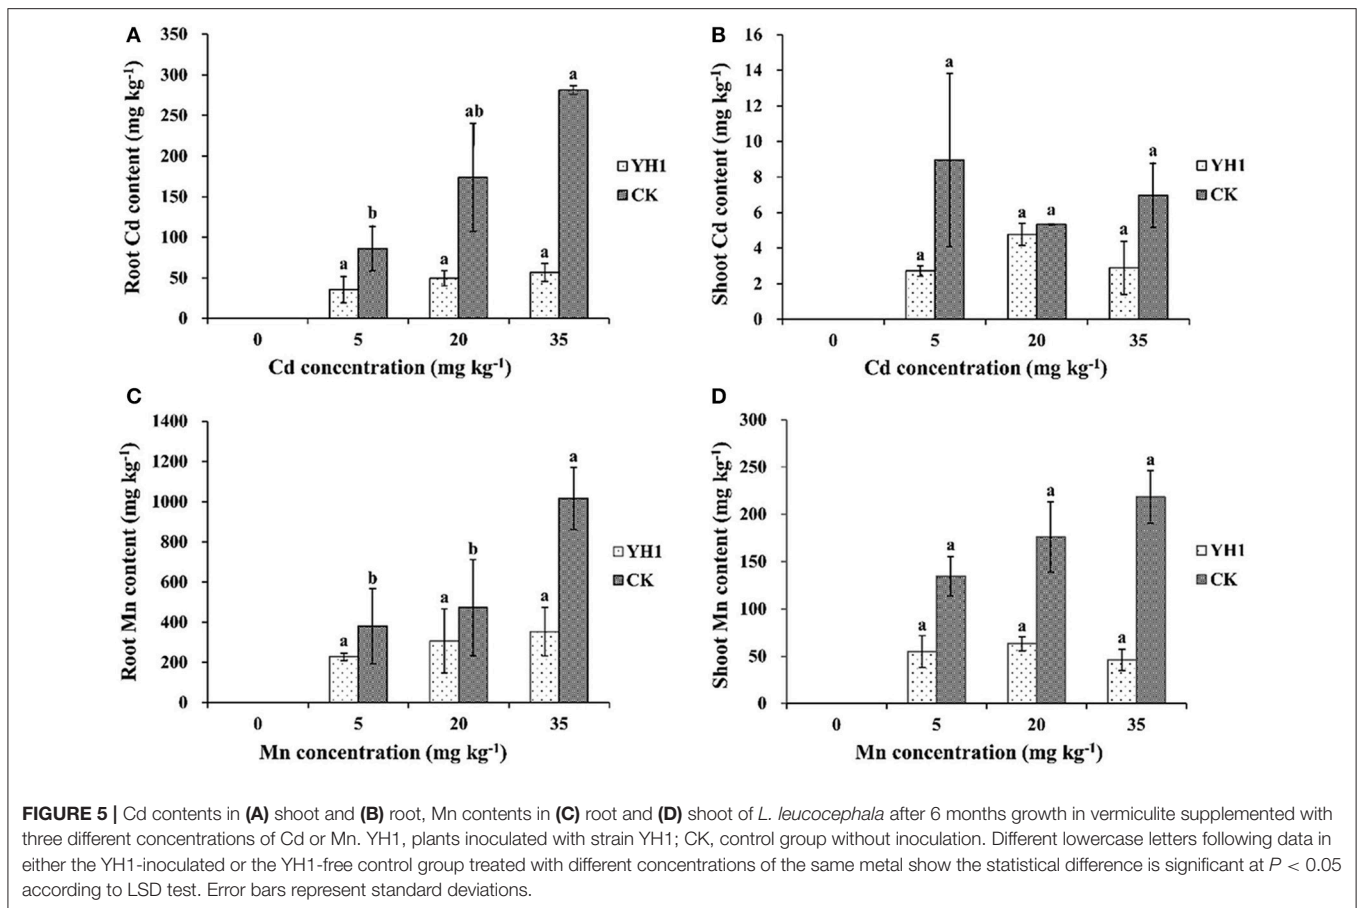 A
350
300
250
200
150
100
50
0
Root Cd content (mg kg⁻¹)
a
b
a
ab
a
a
YH1
CK
0 5 20 35
Cd concentration (mg kg⁻¹)
B
16
14
12
10
8
6
4
2
0
Shoot Cd content (mg kg⁻¹)
a
a
a
a
a
a
YH1
CK
0 5 20 35
Cd concentration (mg kg⁻¹)
C
1400
1200
1000
800
600
400
200
0
Root Mn content (mg kg⁻¹)
a
b
a
b
a
a
YH1
CK
0 5 20 35
Mn concentration (mg kg⁻¹)
D
300
250
200
150
100
50
0
Shoot Mn content (mg kg⁻¹)
a
a
a
a
a
a
YH1
CK
0 5 20 35
Mn concentration (mg kg⁻¹)
FIGURE 5 | Cd contents in (A) shoot and (B) root, Mn contents in (C) root and (D) shoot of L. leucocephala after 6 months growth in vermiculite supplemented with
three different concentrations of Cd or Mn. YH1, plants inoculated with strain YH1; CK, control group without inoculation. Different lowercase letters following data in
either the YH1-inoculated or the YH1-free control group treated with different concentrations of the same metal show the statistical difference is significant at P < 0.05
according to LSD test. Error bars represent standard deviations.